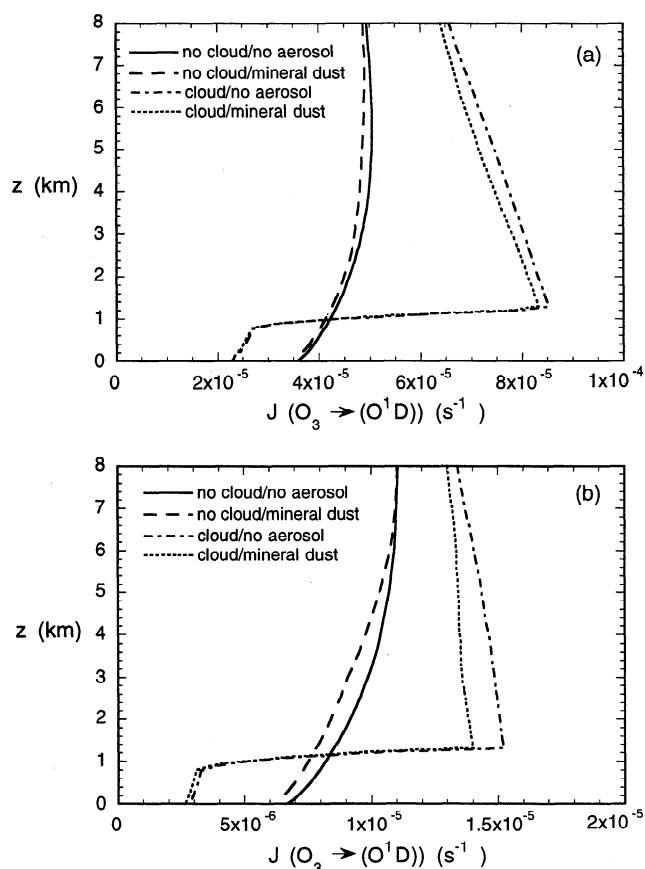 8
7
6
5
4
3
2
1
0
z (km)
no cloud/no aerosol
no cloud/mineral dust
cloud/no aerosol
cloud/mineral dust
(a)
0 2x10⁻⁵ 4x10⁻⁵ 6x10⁻⁵ 8x10⁻⁵ 1x10⁻⁴
J (O₃ → (O¹D)) (s⁻¹ )
8
7
6
5
4
3
2
1
0
z (km)
no cloud/no aerosol
no cloud/mineral dust
cloud/no aerosol
cloud/mineral dust
(b)
0 5x10⁻⁶ 1x10⁻⁵ 1.5x10⁻⁵ 2x10⁻⁵
J (O₃ → (O¹D)) (s⁻¹ )